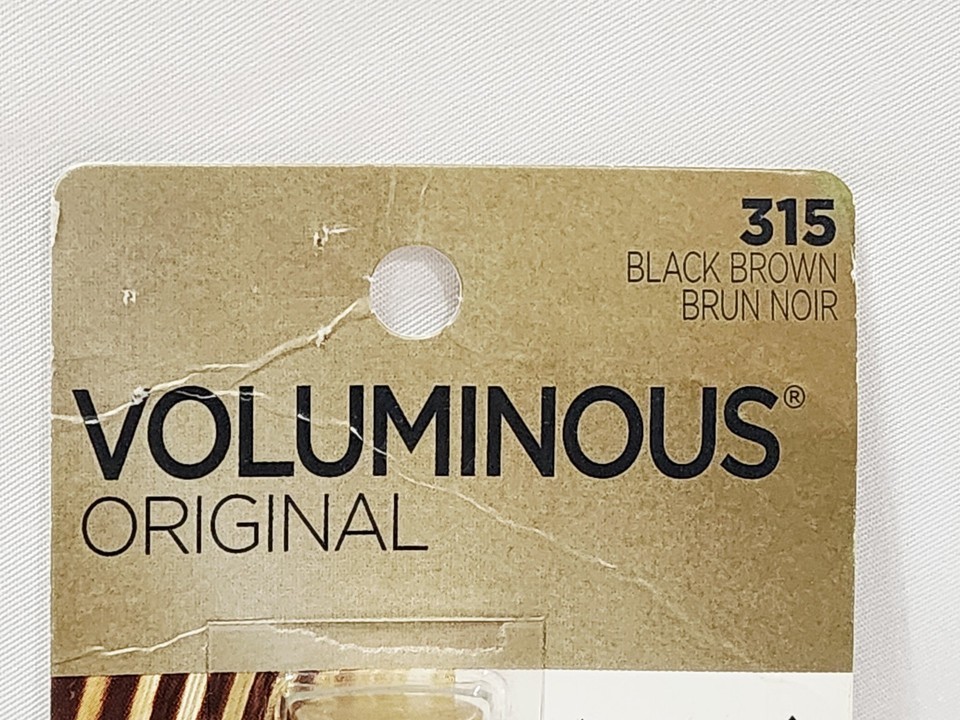 315
BLACK BROWN
BRUN NOIR
VOLUMINOUS®
ORIGINAL